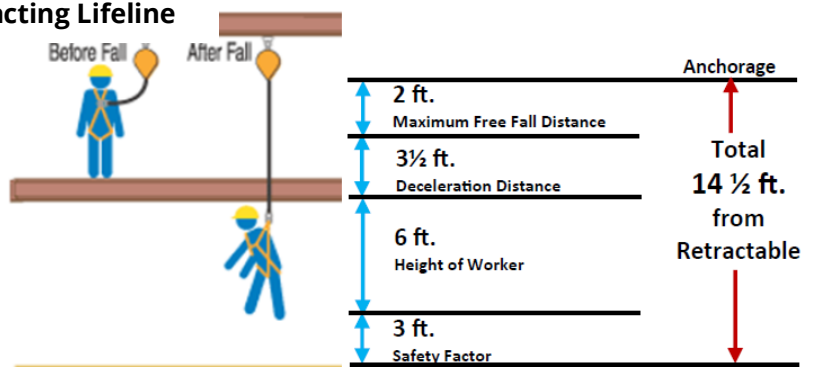 acting Lifeline
Before Fall
After Fall
Anchorage
2 ft.
Maximum Free Fall Distance
3½ ft.
Deceleration Distance
6 ft.
Height of Worker
3 ft.
Safety Factor
Total
14 ½ ft.
from
Retractable